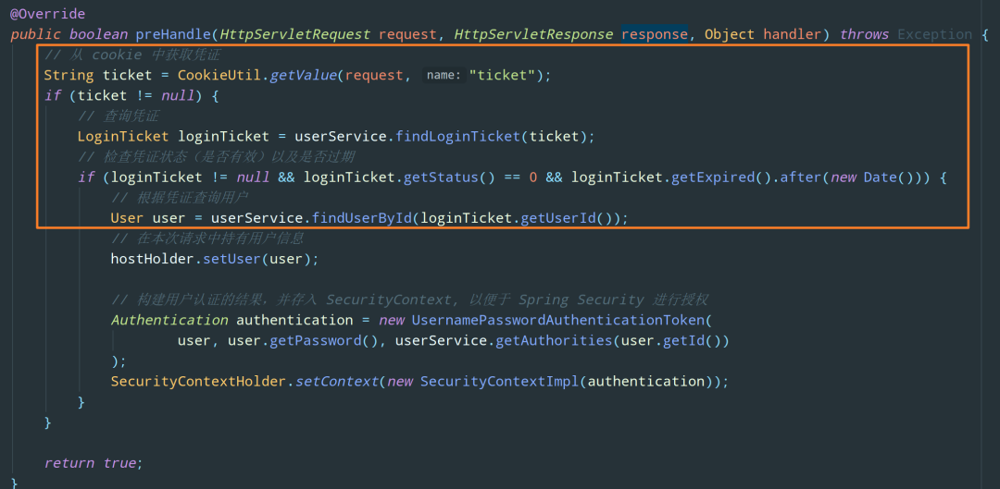 @Override
public boolean preHandle(HttpServletRequest request, HttpServletResponse response, Object handler) throws Exception {
// 从 cookie 中获取凭证
String ticket = CookieUtil.getValue(request, name: "ticket");
if (ticket != null) {
// 查询凭证
LoginTicket loginTicket = userService.findLoginTicket(ticket);
// 检查凭证状态（是否有效）以及是否过期
if (loginTicket != null && loginTicket.getStatus() == 0 && loginTicket.getExpired().after(new Date())) {
// 根据凭证查询用户
User user = userService.findUserById(loginTicket.getUserId());
// 在本次请求中持有用户信息
hostHolder.setUser(user);
// 构建用户认证的结果，并存入 SecurityContext, 以便于 Spring Security 进行授权
Authentication authentication = new UsernamePasswordAuthenticationToken(
user, user.getPassword(), userService.getAuthorities(user.getId())
);
SecurityContextHolder.setContext(new SecurityContextImpl(authentication));
}
}
return true;
}